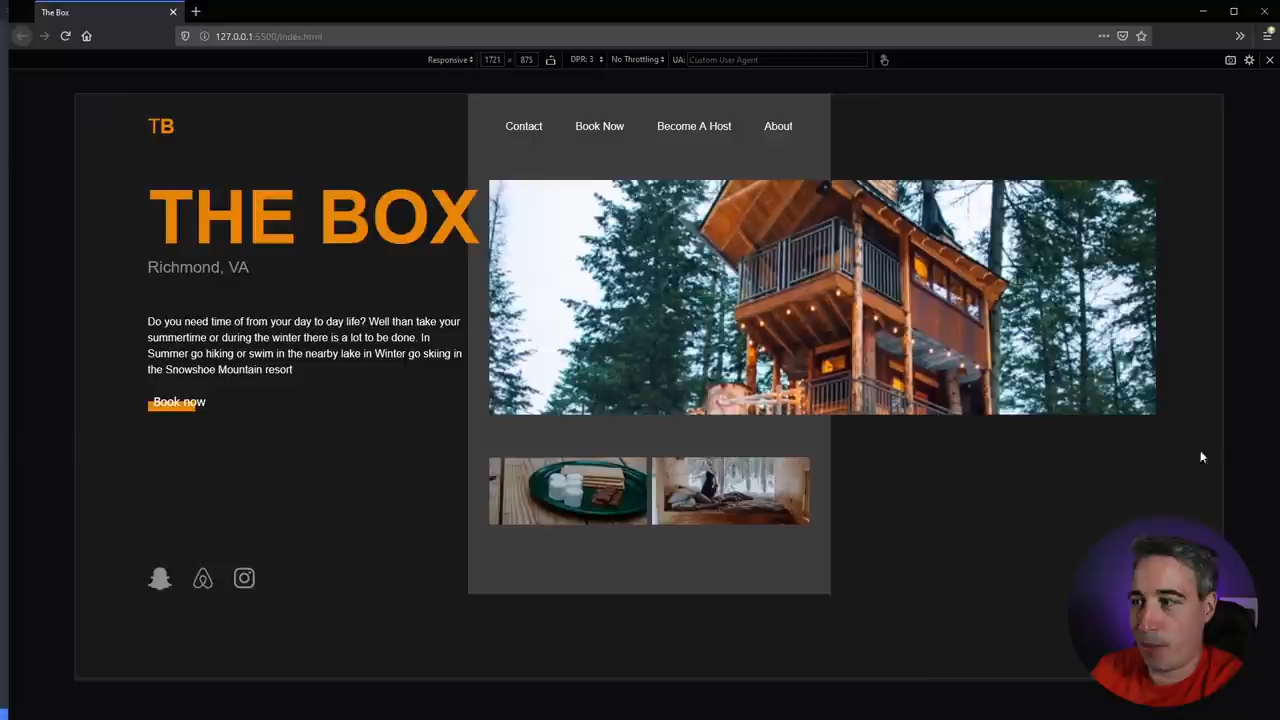 The Box
127.0.0.1:5500/index.html
Responsive 1721 × 875 DPR: 3 No Throttling UA: Custom User Agent
TB
Contact Book Now Become A Host About
THE BOX
Richmond, VA
Do you need time of from your day to day life? Well than take your
summertime or during the winter there is a lot to be done. In
Summer go hiking or swim in the nearby lake in Winter go skiing in
the Snowshoe Mountain resort
Book now